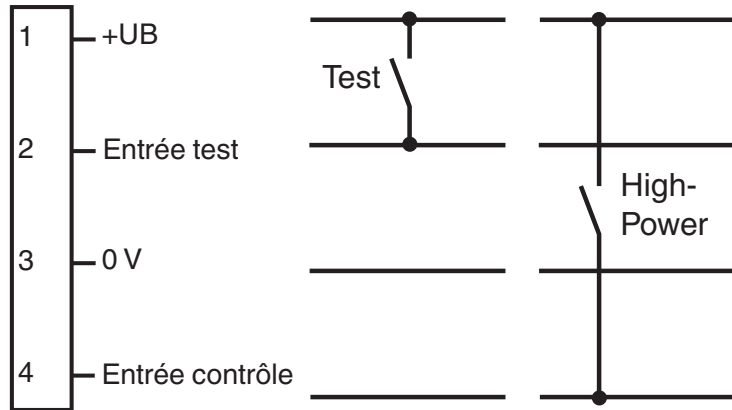 1 +UB
Test
2 Entrée test
High-
Power
3 0 V
4 Entrée contrôle